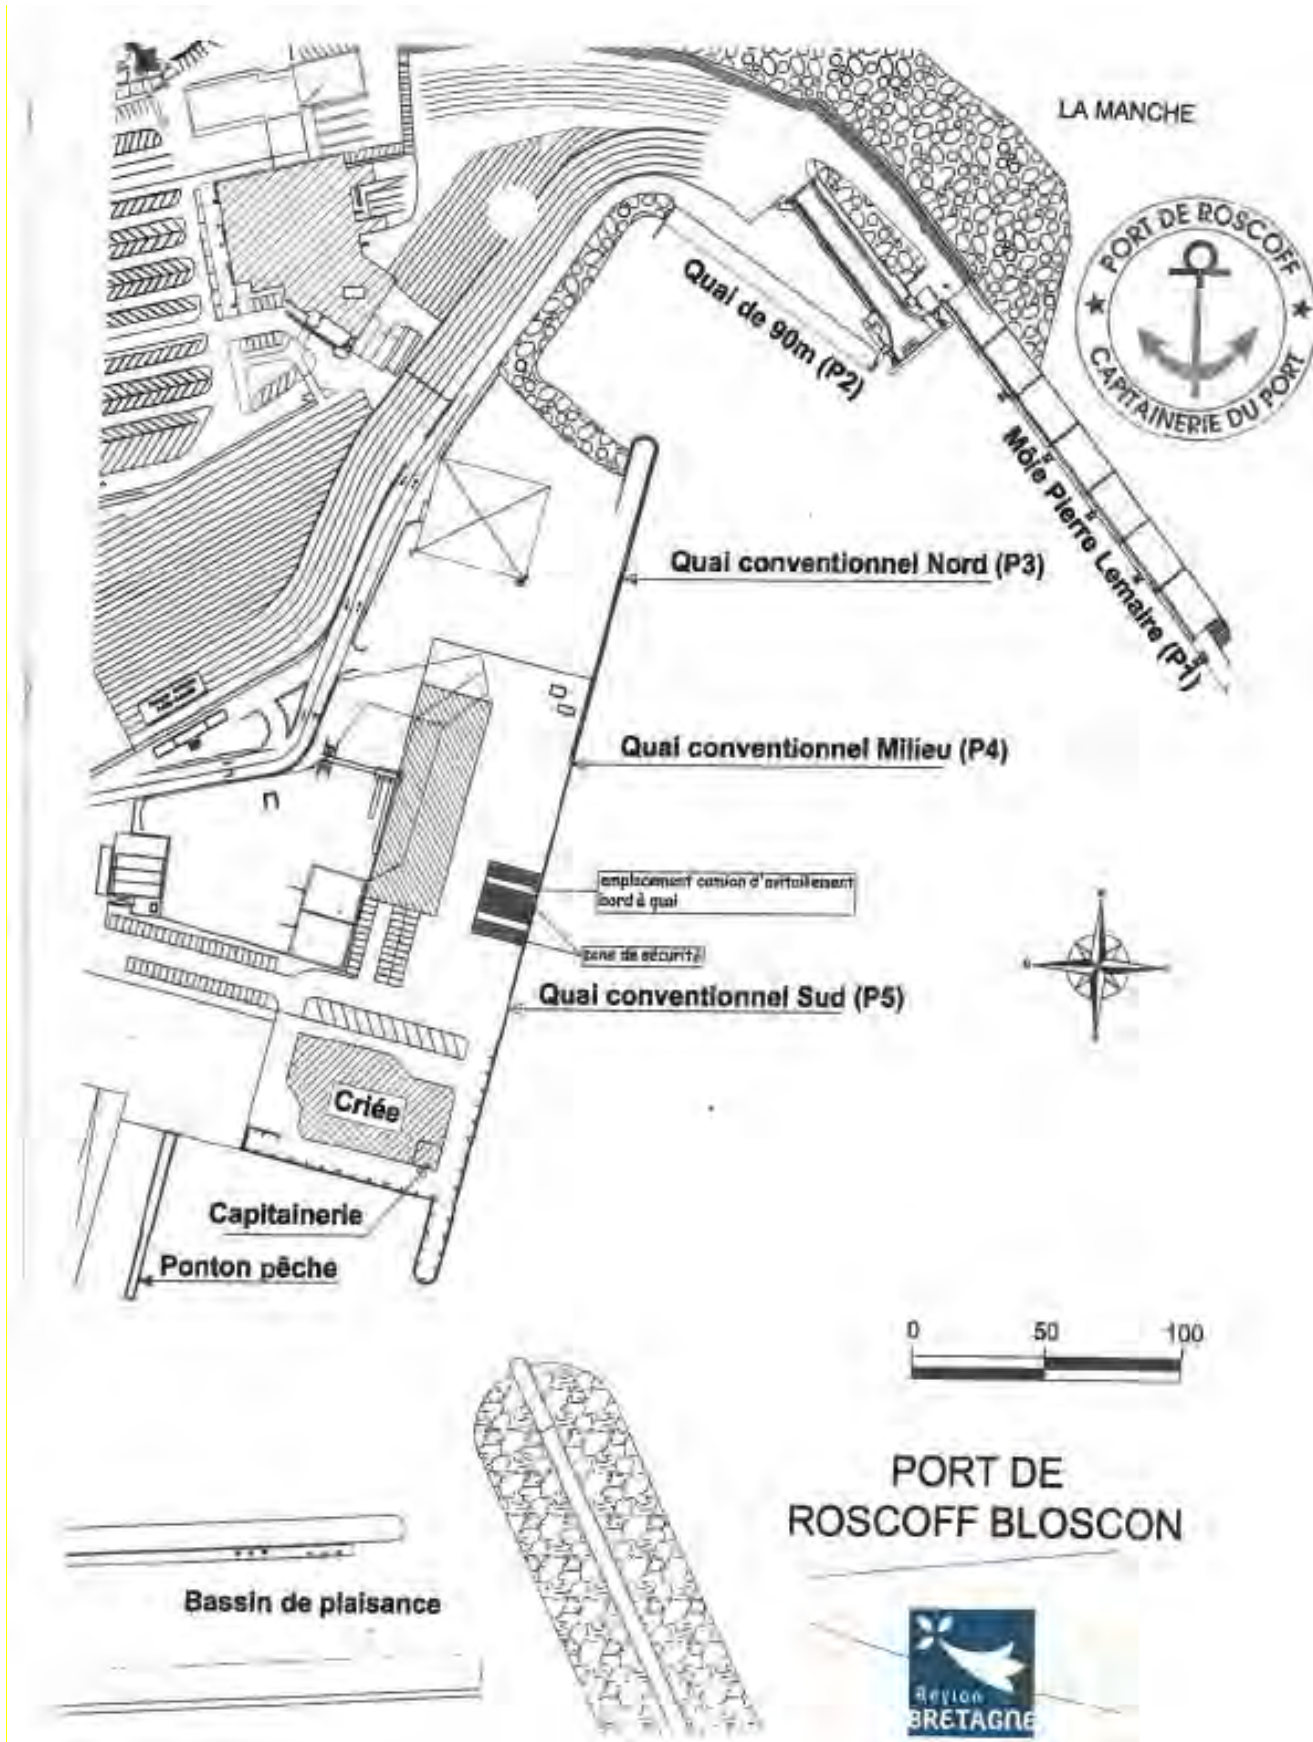 LA MANCHE
PORT DE ROSCOFF
CAPITAINERIE DU PORT
Quai de 90m (P2)
Môle Pierre Lemaire (P1)
Quai conventionnel Nord (P3)
Quai conventionnel Milieu (P4)
emplacement camion d'avitaillement
bord à quai
zone de sécurité
Quai conventionnel Sud (P5)
Criée
Capitainerie
Ponton pêche
0 50 100
PORT DE
ROSCOFF BLOSCON
Bassin de plaisance
Région
BRETAGNE